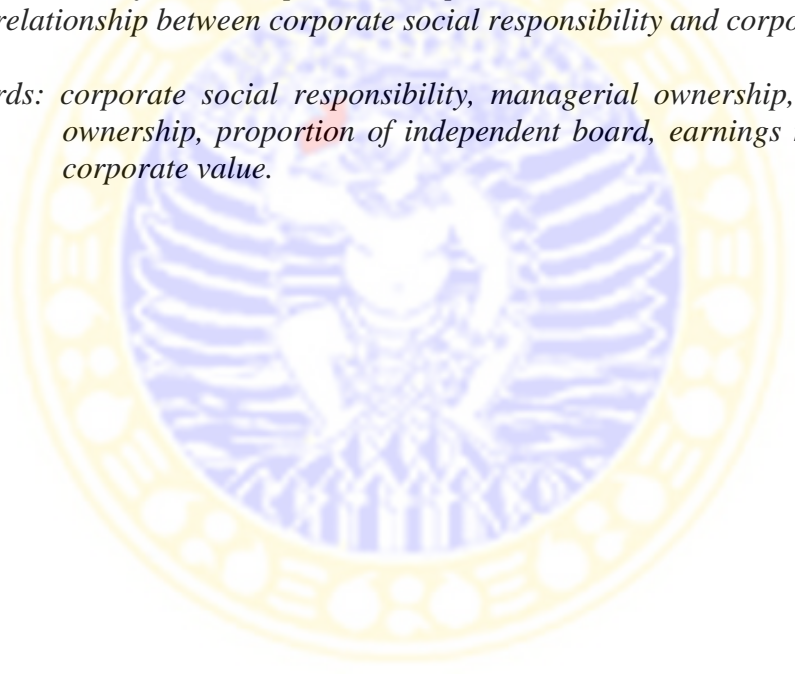 relationship between corporate social responsibility and corpo
rds: corporate social responsibility, managerial ownership,
ownership, proportion of independent board, earnings
corporate value.